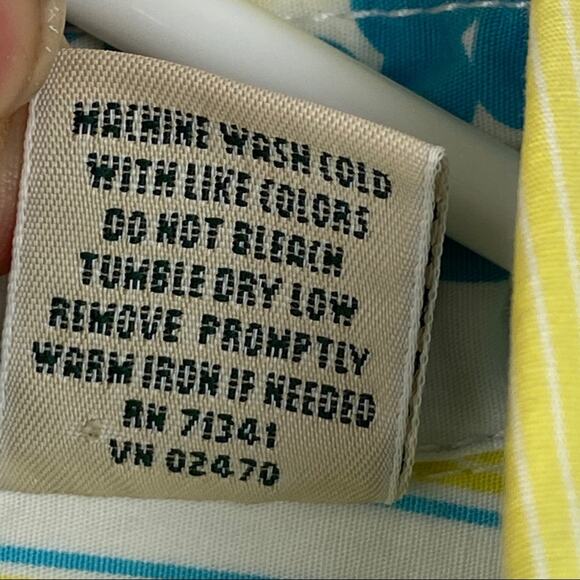 MACHINE WASH COLD
WITH LIKE COLORS
DO NOT BLEACH
TUMBLE DRY LOW
REMOVE PROMPTLY
WARM IRON IF NEEDED
RN 71341
VN 02470